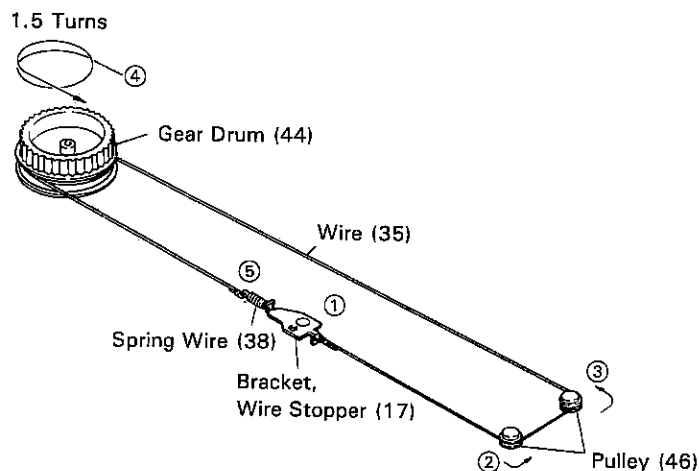 1.5 Turns
④
Gear Drum (44)
Wire (35)
⑤
①
Spring Wire (38)
③
Bracket,
Wire Stopper (17)
②
Pulley (46)